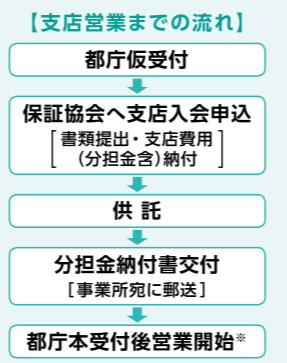 【支店営業までの流れ】
都庁仮受付
保証協会へ支店入会申込
書類提出・支店費用
(分担金含)納付
供 託
分担金納付書交付
[事業所宛に郵送]
都庁本受付後営業開始※